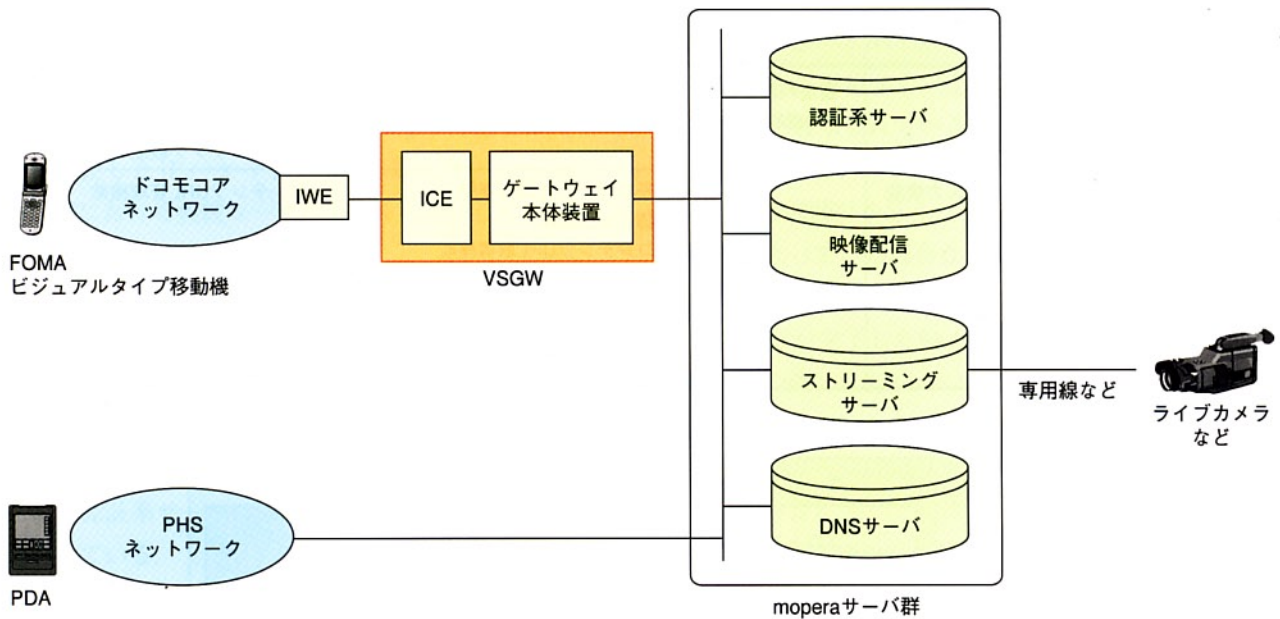 認証系サーバ
ドコモコア
ネットワーク
IWE
ICE
ゲートウェイ
本体装置
VSGW
FOMA
ビジュアルタイプ移動機
映像配信
サーバ
ストリーミング
サーバ
専用線など
ライブカメラ
など
PHS
ネットワーク
PDA
DNSサーバ
moperaサーバ群